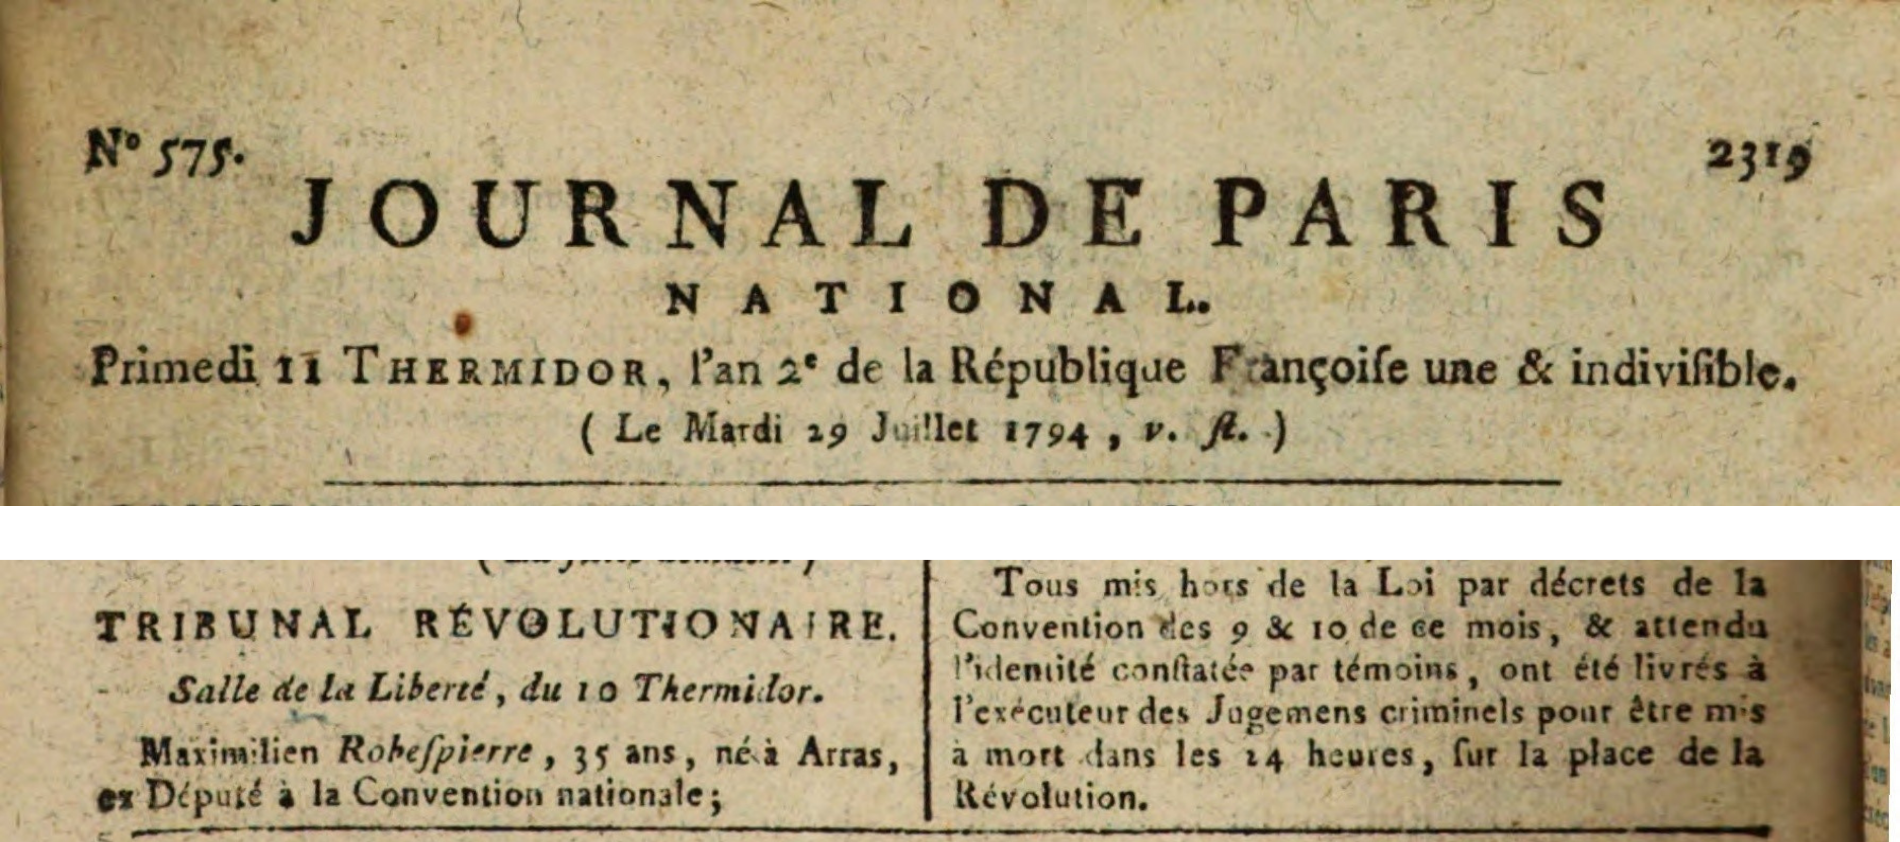 Nº 575.
2319
JOURNAL DE PARIS
NATIONAL.
Primedi 11 THERMIDOR, l'an 2e de la République Françoiſe une & indiviſible.
( Le Mardi 29 Juillet 1794, v. ſt. )
TRIBUNAL RÉVOLUTIONAIRE.
Salle de la Liberté, du 10 Thermidor.
Maximilien Robeſpierre, 35 ans, né à Arras,
ex Député à la Convention nationale;
Tous mis hors de la Loi par décrets de la
Convention des 9 & 10 de ce mois, & attendu
l'identité conſtatée par témoins, ont été livrés à
l'exécuteur des Jugemens criminels pour être mis
à mort dans les 24 heures, ſur la place de la
Révolution.